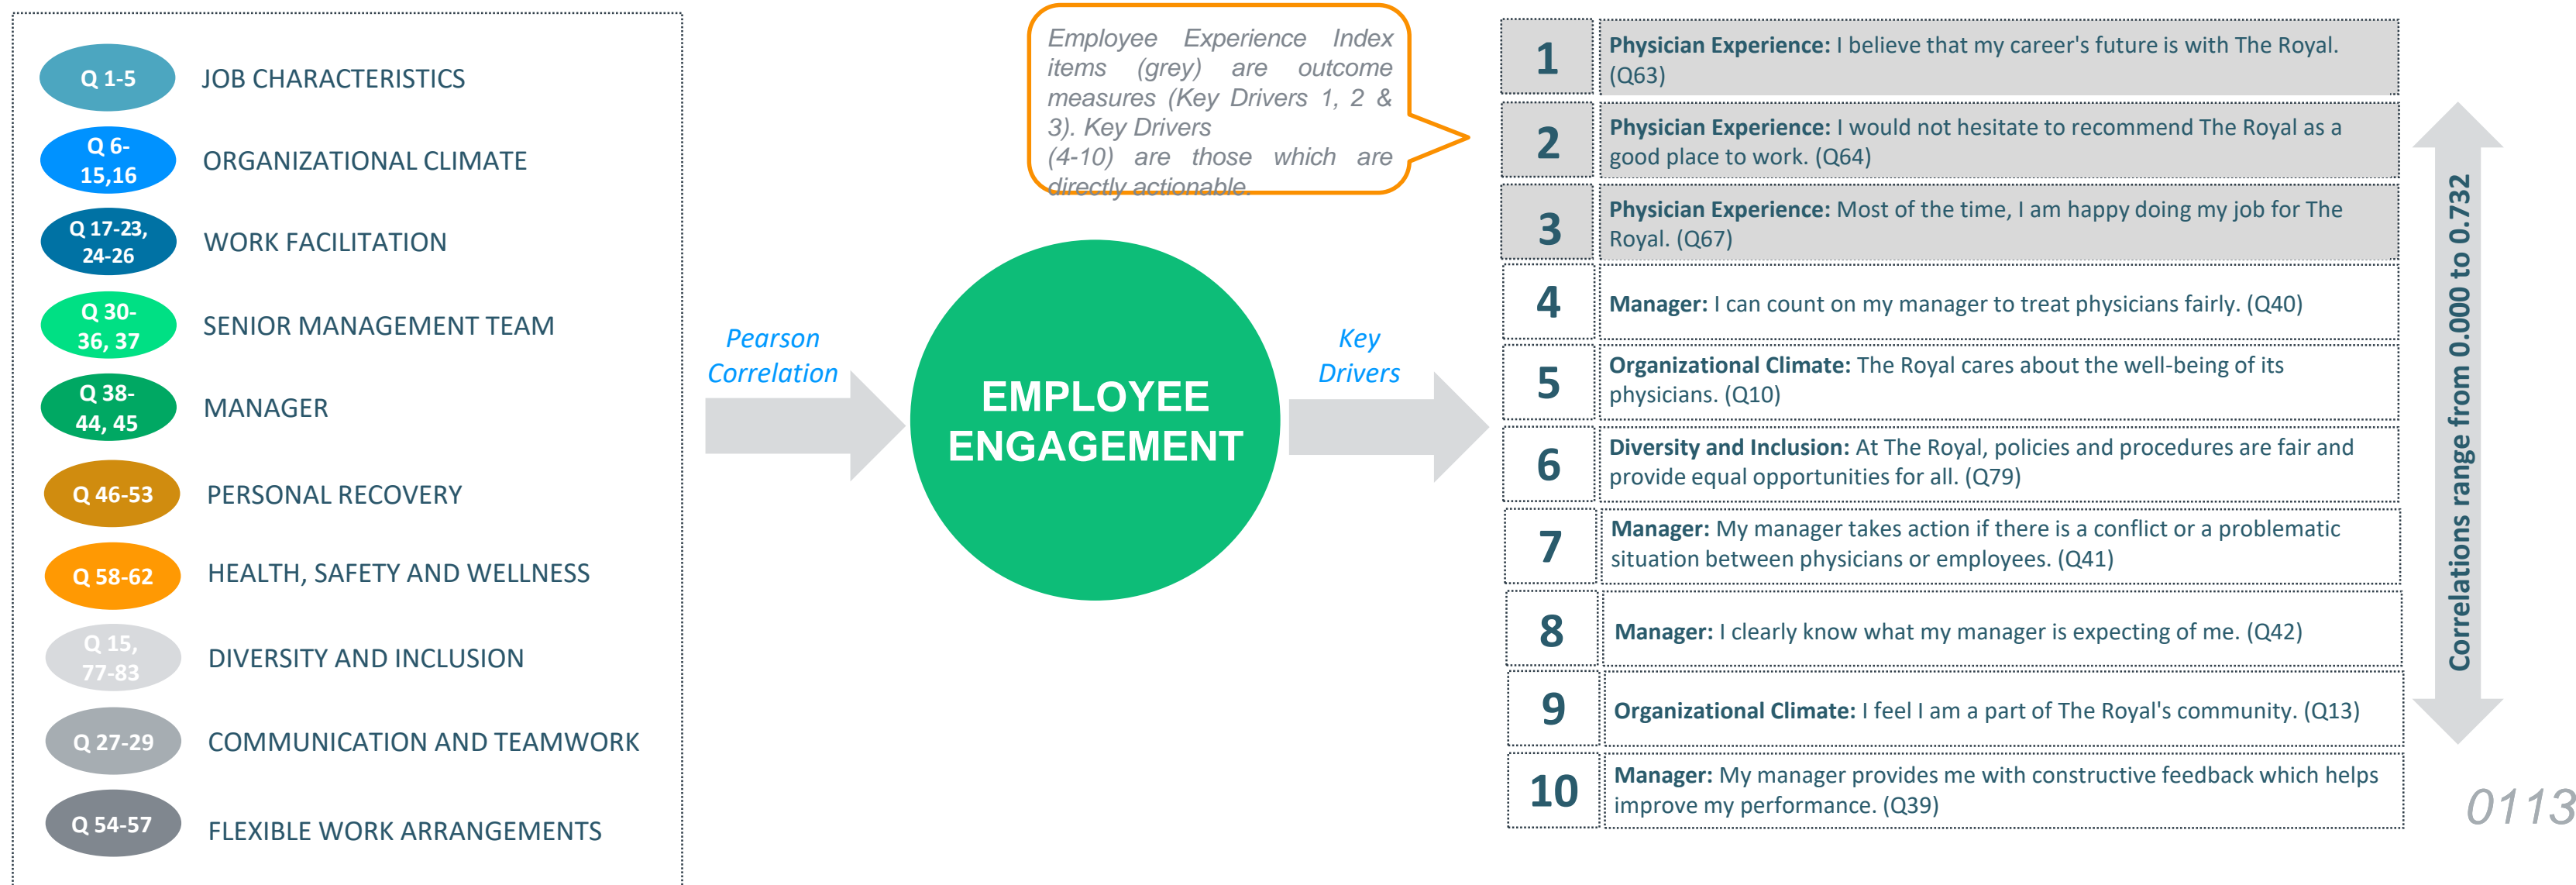 Q 1-5
JOB CHARACTERISTICS
Q 6-
15,16
ORGANIZATIONAL CLIMATE
Q 17-23,
24-26
WORK FACILITATION
Q 30-
36, 37
SENIOR MANAGEMENT TEAM
Q 38-
44, 45
MANAGER
Q 46-53
PERSONAL RECOVERY
Q 58-62
HEALTH, SAFETY AND WELLNESS
Q 15,
77-83
DIVERSITY AND INCLUSION
Q 27-29
COMMUNICATION AND TEAMWORK
Q 54-57
FLEXIBLE WORK ARRANGEMENTS
Pearson
Correlation
Employee Experience Index
items (grey) are outcome
measures (Key Drivers 1, 2 &
3). Key Drivers
(4-10) are those which are
directly actionable.
EMPLOYEE
ENGAGEMENT
Key
Drivers
1
Physician Experience: I believe that my career's future is with The Royal.
(Q63)
2
Physician Experience: I would not hesitate to recommend The Royal as a
good place to work. (Q64)
3
Physician Experience: Most of the time, I am happy doing my job for The
Royal. (Q67)
4
Manager: I can count on my manager to treat physicians fairly. (Q40)
5
Organizational Climate: The Royal cares about the well-being of its
physicians. (Q10)
6
Diversity and Inclusion: At The Royal, policies and procedures are fair and
provide equal opportunities for all. (Q79)
7
Manager: My manager takes action if there is a conflict or a problematic
situation between physicians or employees. (Q41)
8
Manager: I clearly know what my manager is expecting of me. (Q42)
9
Organizational Climate: I feel I am a part of The Royal's community. (Q13)
10
Manager: My manager provides me with constructive feedback which helps
improve my performance. (Q39)
Correlations range from 0.000 to 0.732
0113